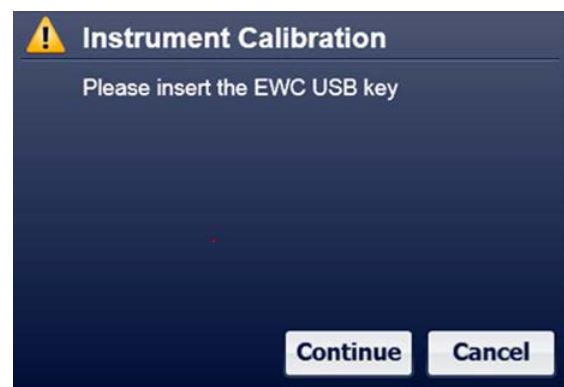 Instrument Calibration
Please insert the EWC USB key
Continue
Cancel